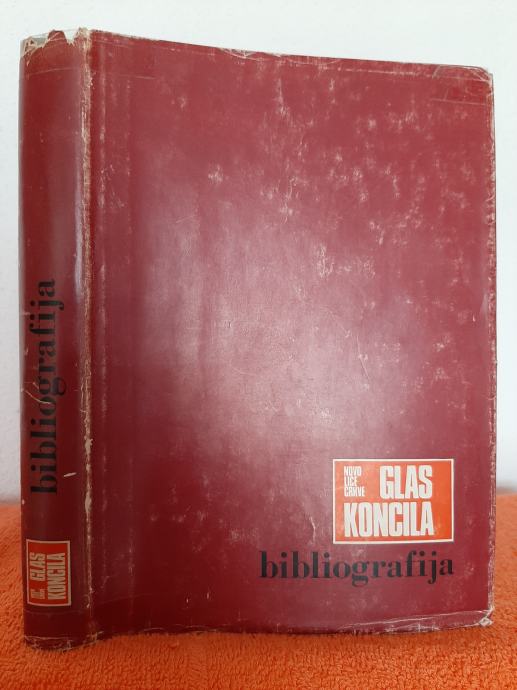 bibliografija
GLAS
KONCILA
NOVO
LICE
CRKVE
GLAS
KONCILA
bibliografija